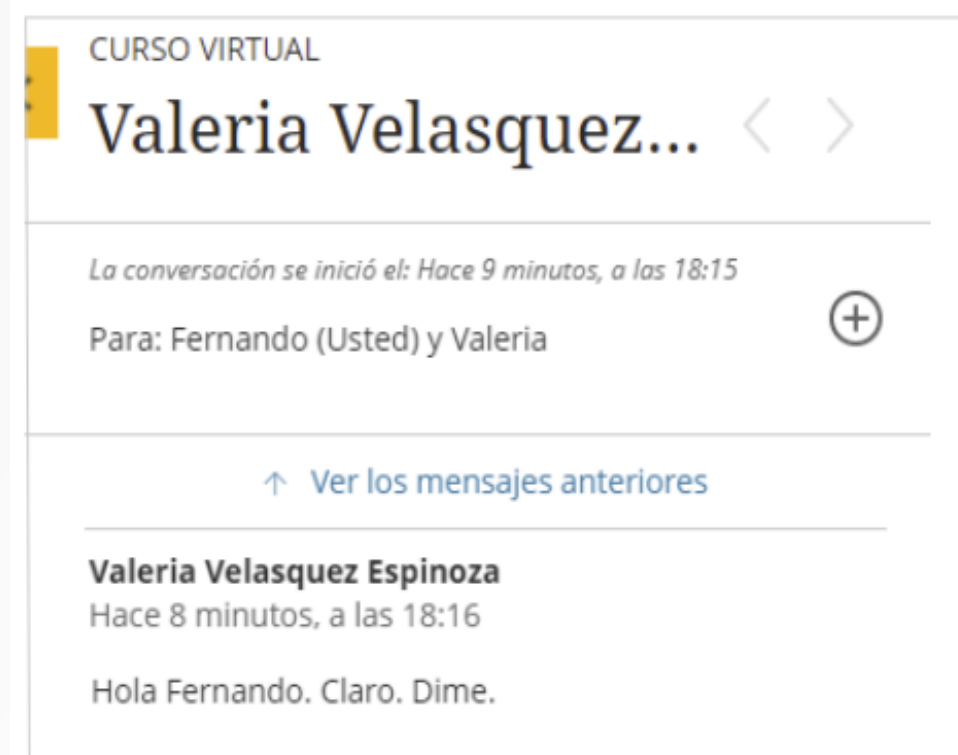 CURSO VIRTUAL
Valeria Velasquez...
La conversación se inició el: Hace 9 minutos, a las 18:15
Para: Fernando (Usted) y Valeria
Ver los mensajes anteriores
Valeria Velasquez Espinoza
Hace 8 minutos, a las 18:16
Hola Fernando. Claro. Dime.